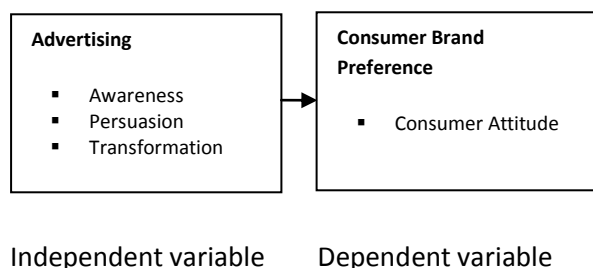 Advertising
▪ Awareness
▪ Persuasion
▪ Transformation
Consumer Brand
Preference
▪ Consumer Attitude
Independent variable
Dependent variable